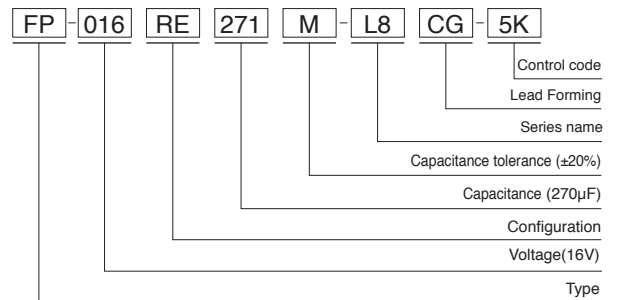 FP-016 RE 271 M-L8 CG-5K
Control code
Lead Forming
Series name
Capacitance tolerance (±20%)
Capacitance (270μF)
Configuration
Voltage(16V)
Type